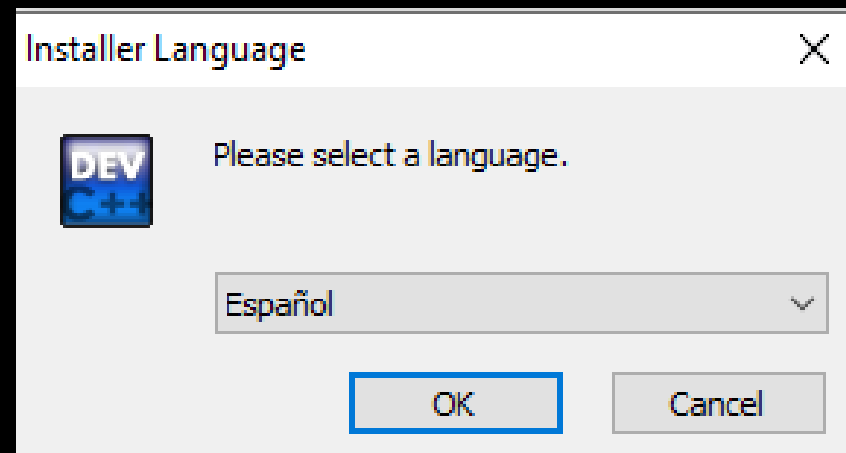 Installer Language
DEV
C++
Please select a language.
Español
OK
Cancel